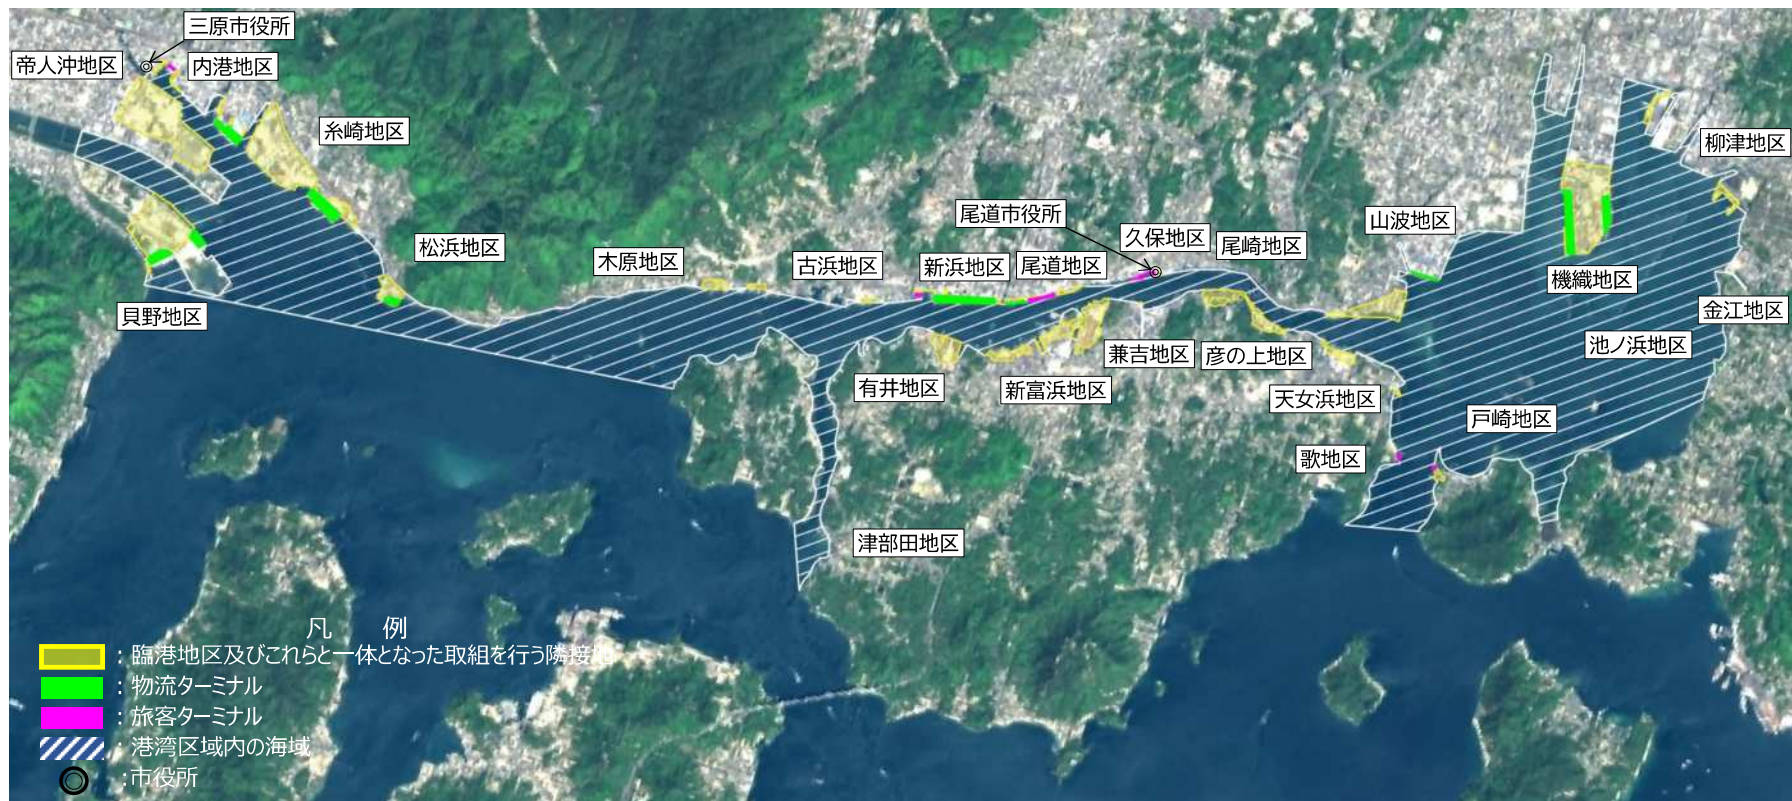 三原市役所
帝人沖地区
内港地区
糸崎地区
松浜地区
貝野地区
木原地区
古浜地区
新浜地区
尾道地区
尾道市役所
久保地区
尾崎地区
山波地区
柳津地区
機織地区
金江地区
池ノ浜地区
有井地区
新富浜地区
兼吉地区
彦の上地区
天女浜地区
戸崎地区
歌地区
津部田地区
凡 例
：臨港地区及びこれらと一体となった取組を行う隣接地
：物流ターミナル
：旅客ターミナル
：港湾区域内の海域
：市役所